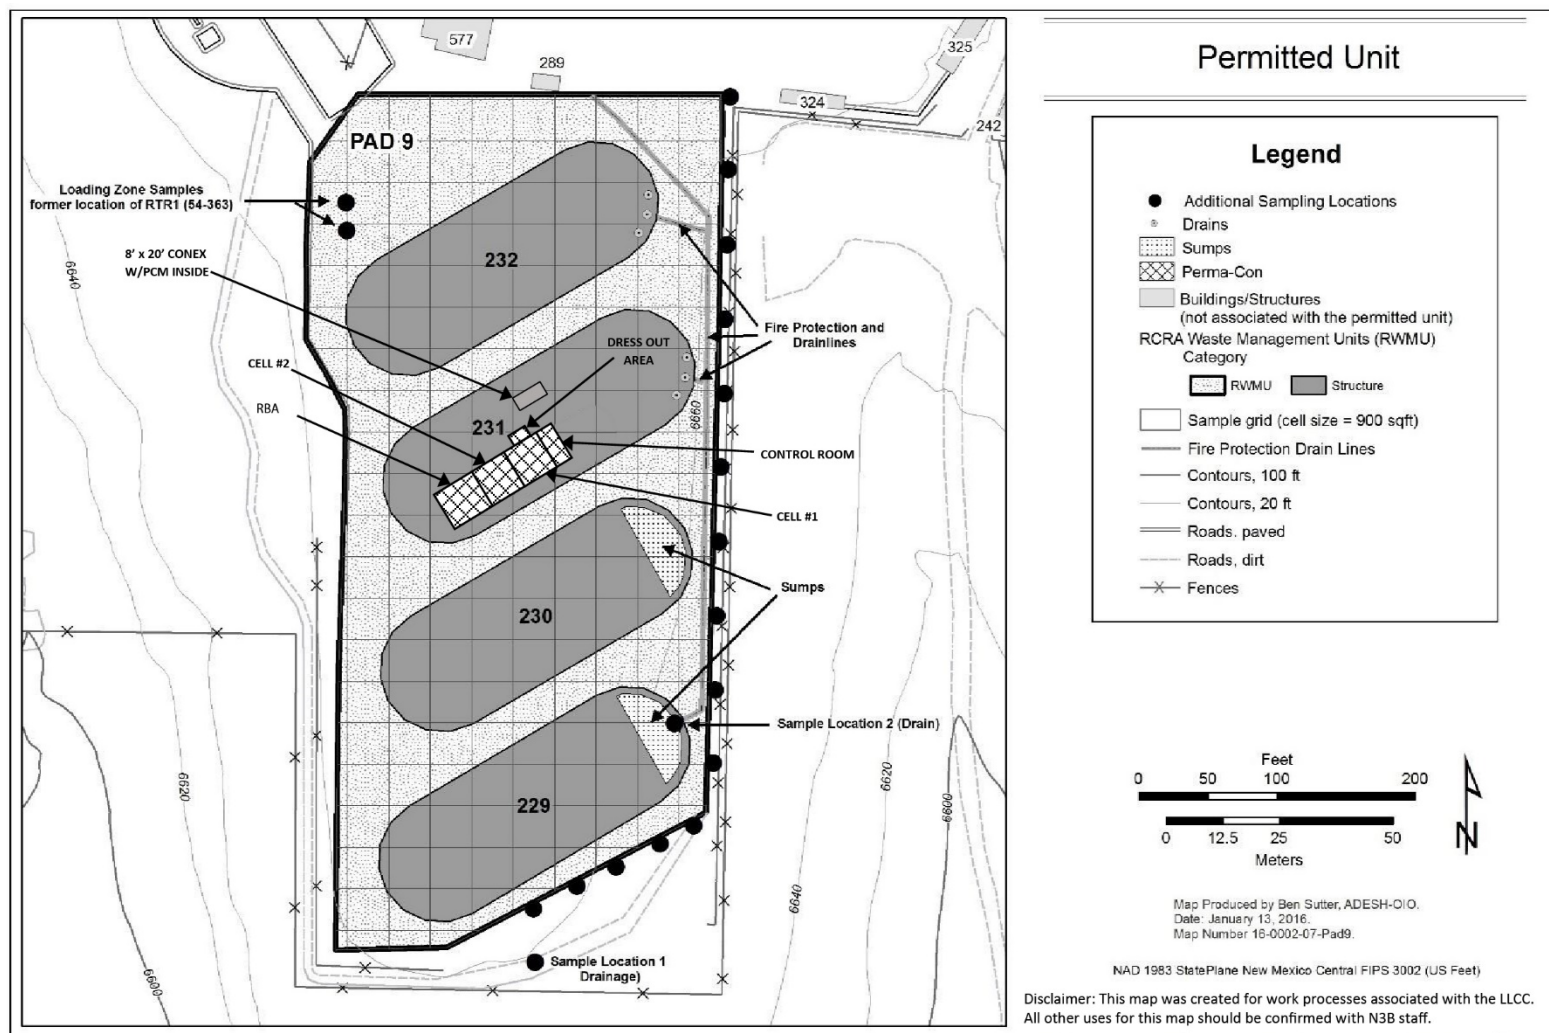 577
289
325
324
242
PAD 9
Loading Zone Samples
former location of RTR1 (54-363)
8' x 20' CONEX
W/PCM INSIDE
232
6640
Fire Protection and
Drainlines
DRESS OUT
AREA
CELL #2
RBA
231
6660
CONTROL ROOM
CELL #1
Sumps
230
Sample Location 2 (Drain)
229
6620
6600
6640
6620
6600
Sample Location 1
Drainage)
Permitted Unit
Legend
Additional Sampling Locations
Drains
Sumps
Perma-Con
Buildings/Structures
(not associated with the permitted unit)
RCRA Waste Management Units (RWMU)
Category
RWMU
Structure
Sample grid (cell size = 900 sqft)
Fire Protection Drain Lines
Contours, 100 ft
Contours, 20 ft
Roads, paved
Roads, dirt
Fences
Feet
0 50 100 200
0 12.5 25 50
Meters
N
Map Produced by Ben Sutter, ADESH-OIO.
Date: January 13, 2016.
Map Number 16-0002-07-Pad9.
NAD 1983 StatePlane New Mexico Central FIPS 3002 (US Feet)
Disclaimer: This map was created for work processes associated with the LLCC.
All other uses for this map should be confirmed with N3B staff.